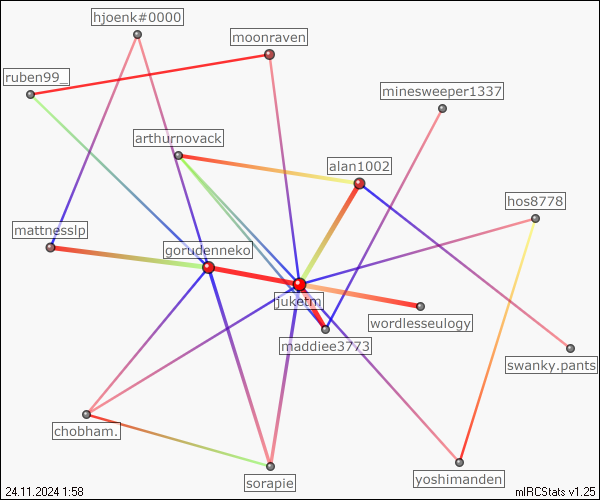 hjoenk#0000
moonraven
ruben99_
minesweeper1337
arthurnovack
alan1002
hos8778
mattnesslp
gorudenneko
juketm
wordlesseulogy
maddiee3773
swanky.pants
chobham.
sorapie
yoshimanden
24.11.2024 1:58
mIRCStats v1.25